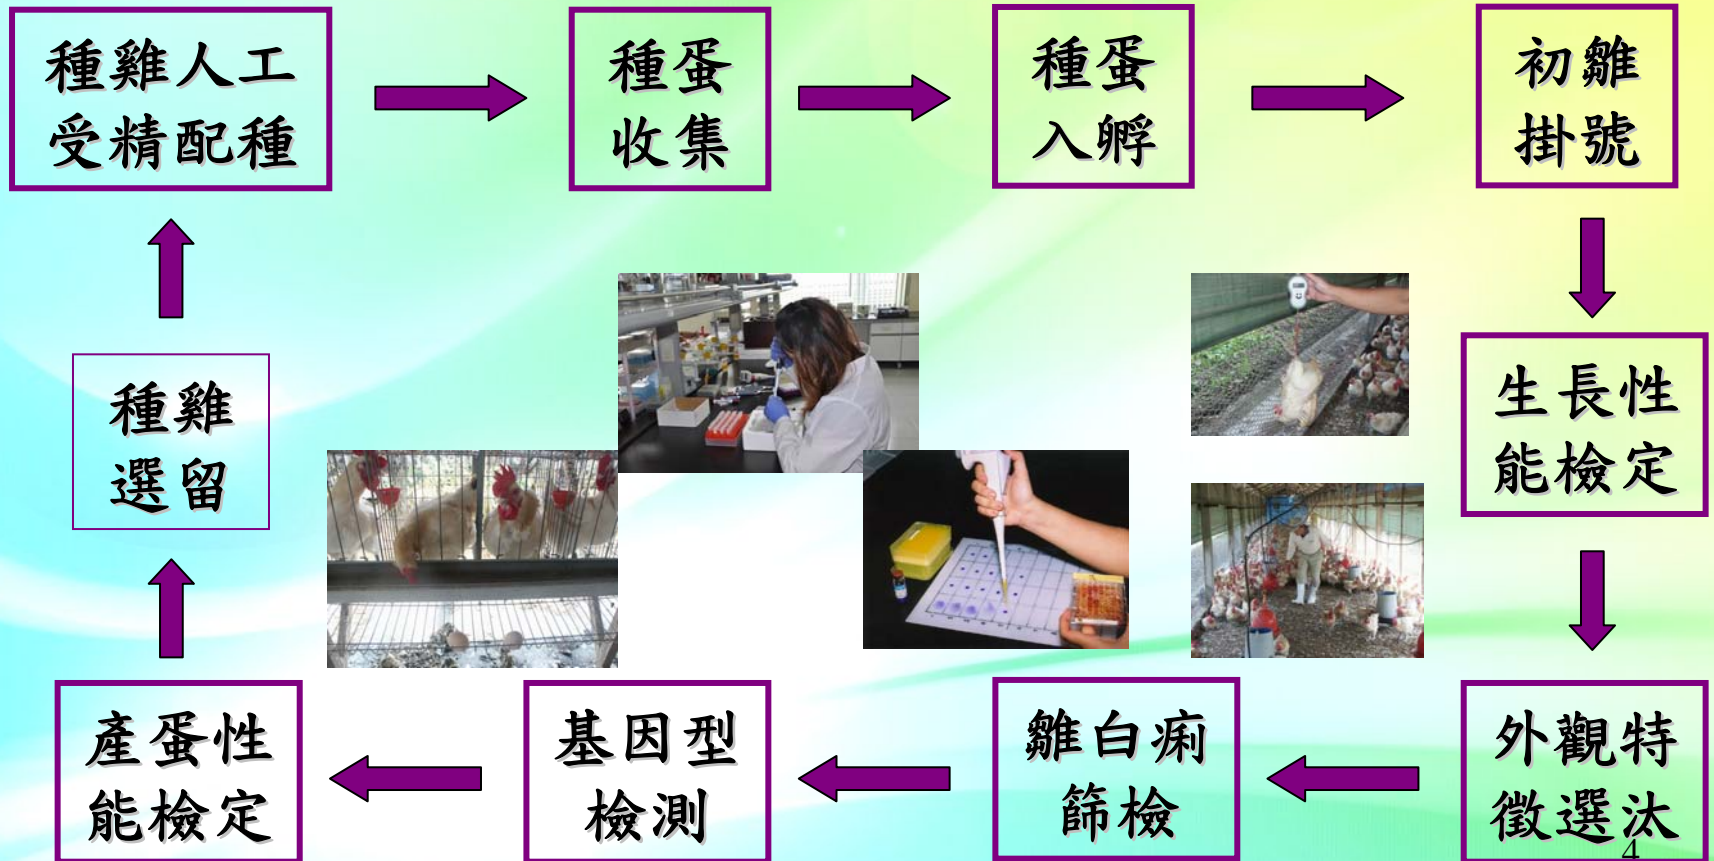 種雞人工
受精配種
種蛋
收集
種蛋
入孵
初雛
掛號
生長性
能檢定
外觀特
徵選汰
雛白痢
篩檢
基因型
檢測
產蛋性
能檢定
種雞
選留
4